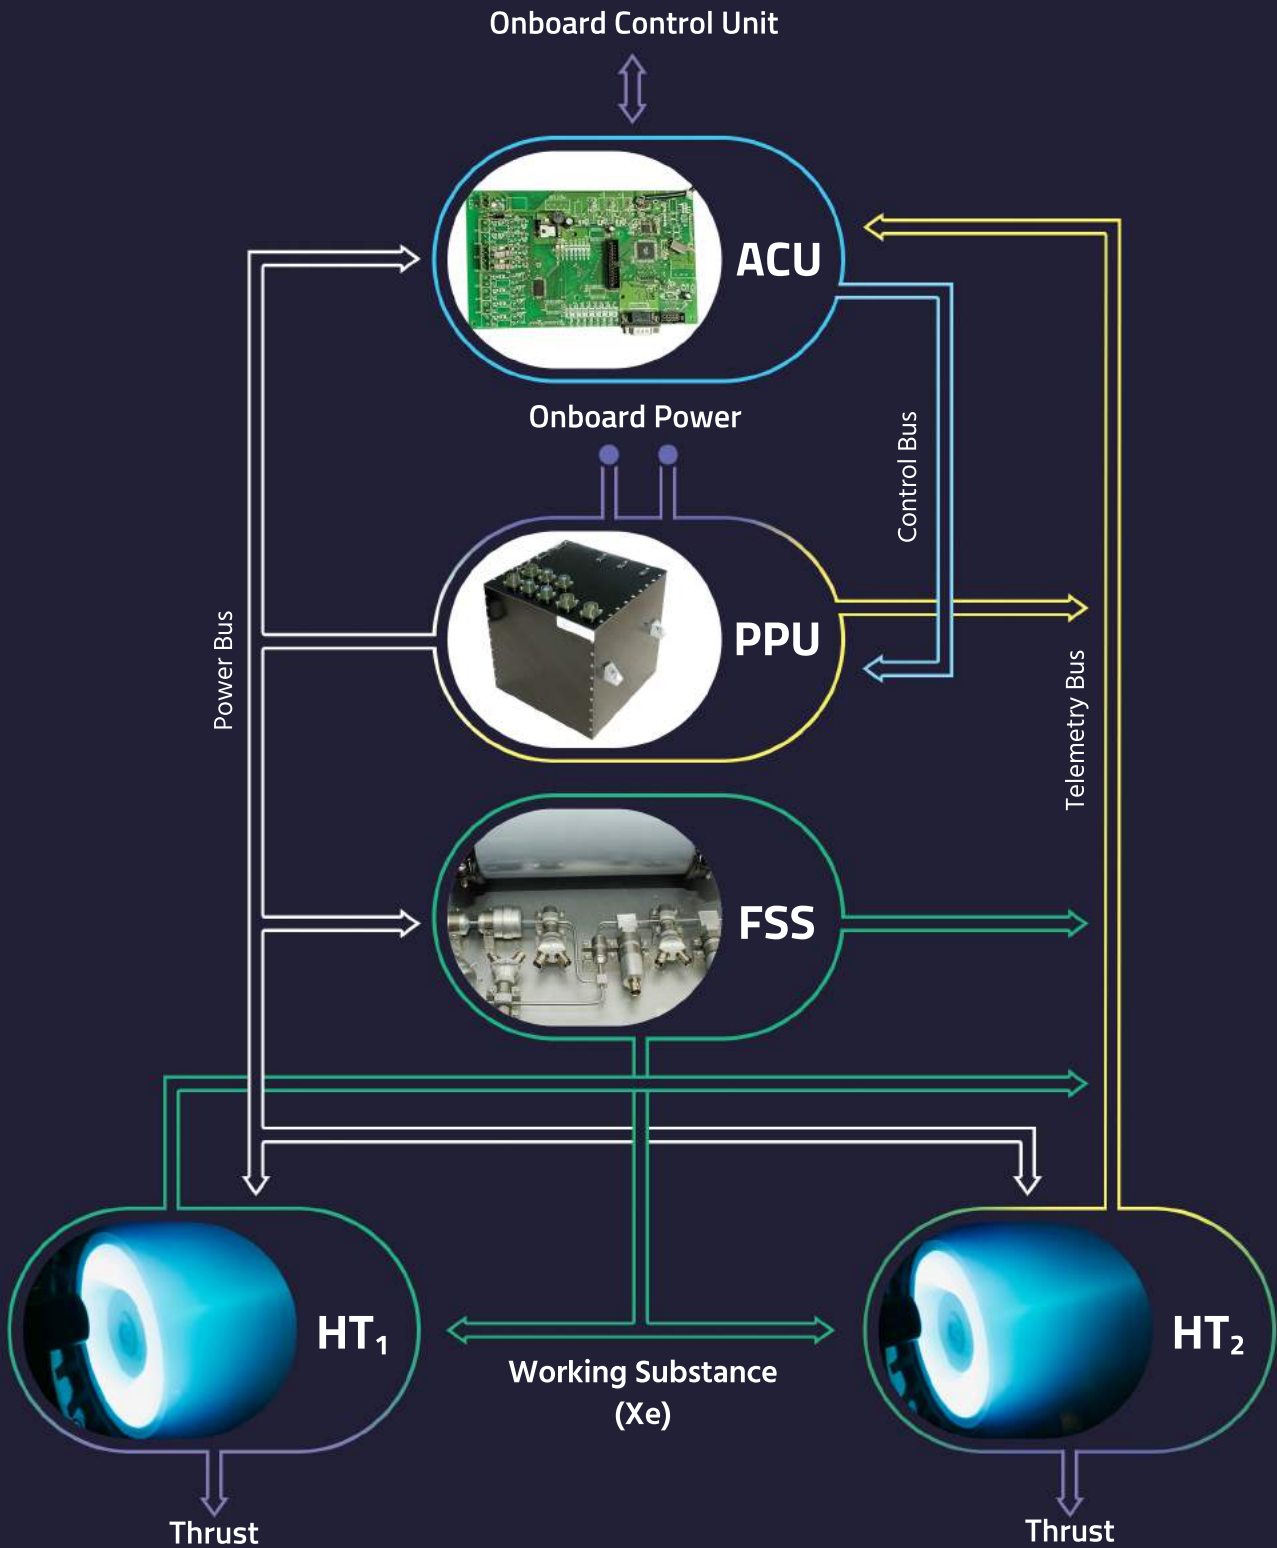 Onboard Control Unit
ACU
Onboard Power
Control Bus
PPU
Power Bus
Telemetry Bus
FSS
HT₁
HT₂
Working Substance
(Xe)
Thrust
Thrust